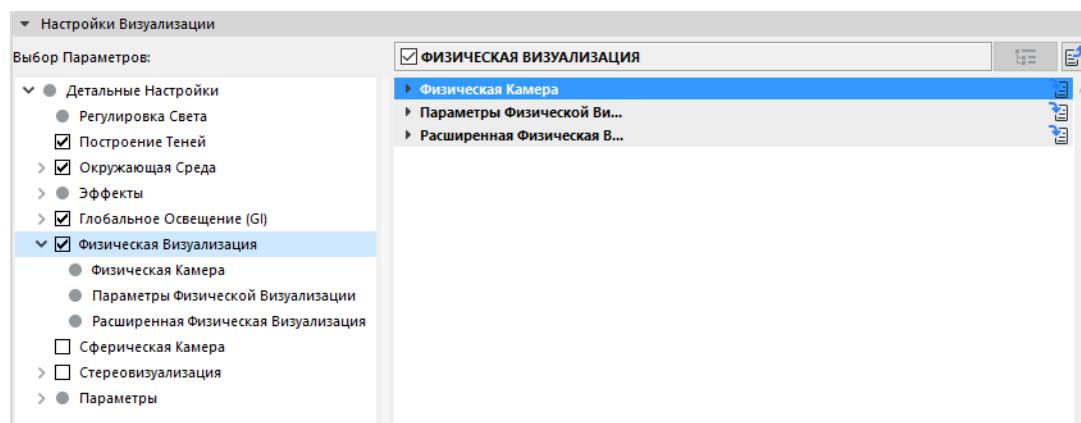 Настройки Визуализации
Выбор Параметров:
ФИЗИЧЕСКАЯ ВИЗУАЛИЗАЦИЯ
Детальные Настройки
Регулировка Света
Построение Теней
Окружающая Среда
Эффекты
Глобальное Освещение (GI)
Физическая Визуализация
Физическая Камера
Параметры Физической Визуализации
Расширенная Физическая Визуализация
Сферическая Камера
Стереовизуализация
Параметры
Физическая Камера
Параметры Физической Ви...
Расширенная Физическая В...